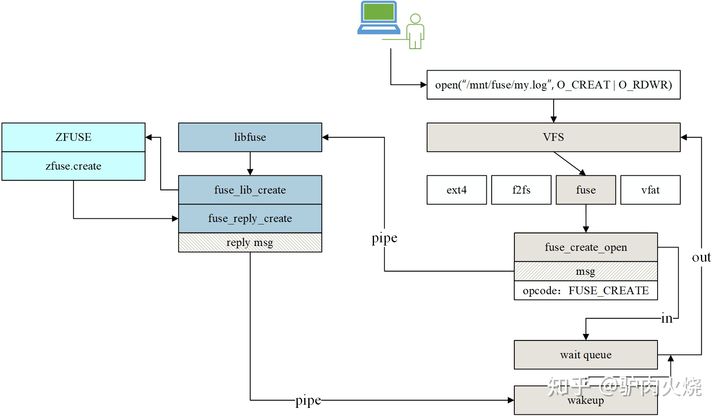 open("/mnt/fuse/my.log", O_CREAT | O_RDWR)
ZFUSE
libfuse
VFS
zfuse.create
fuse_lib_create
ext4
f2fs
fuse
vfat
fuse_reply_create
reply msg
pipe
fuse_create_open
msg
opcode：FUSE_CREATE
out
in
wait queue
pipe
wakeup
知乎 @驴肉火烧